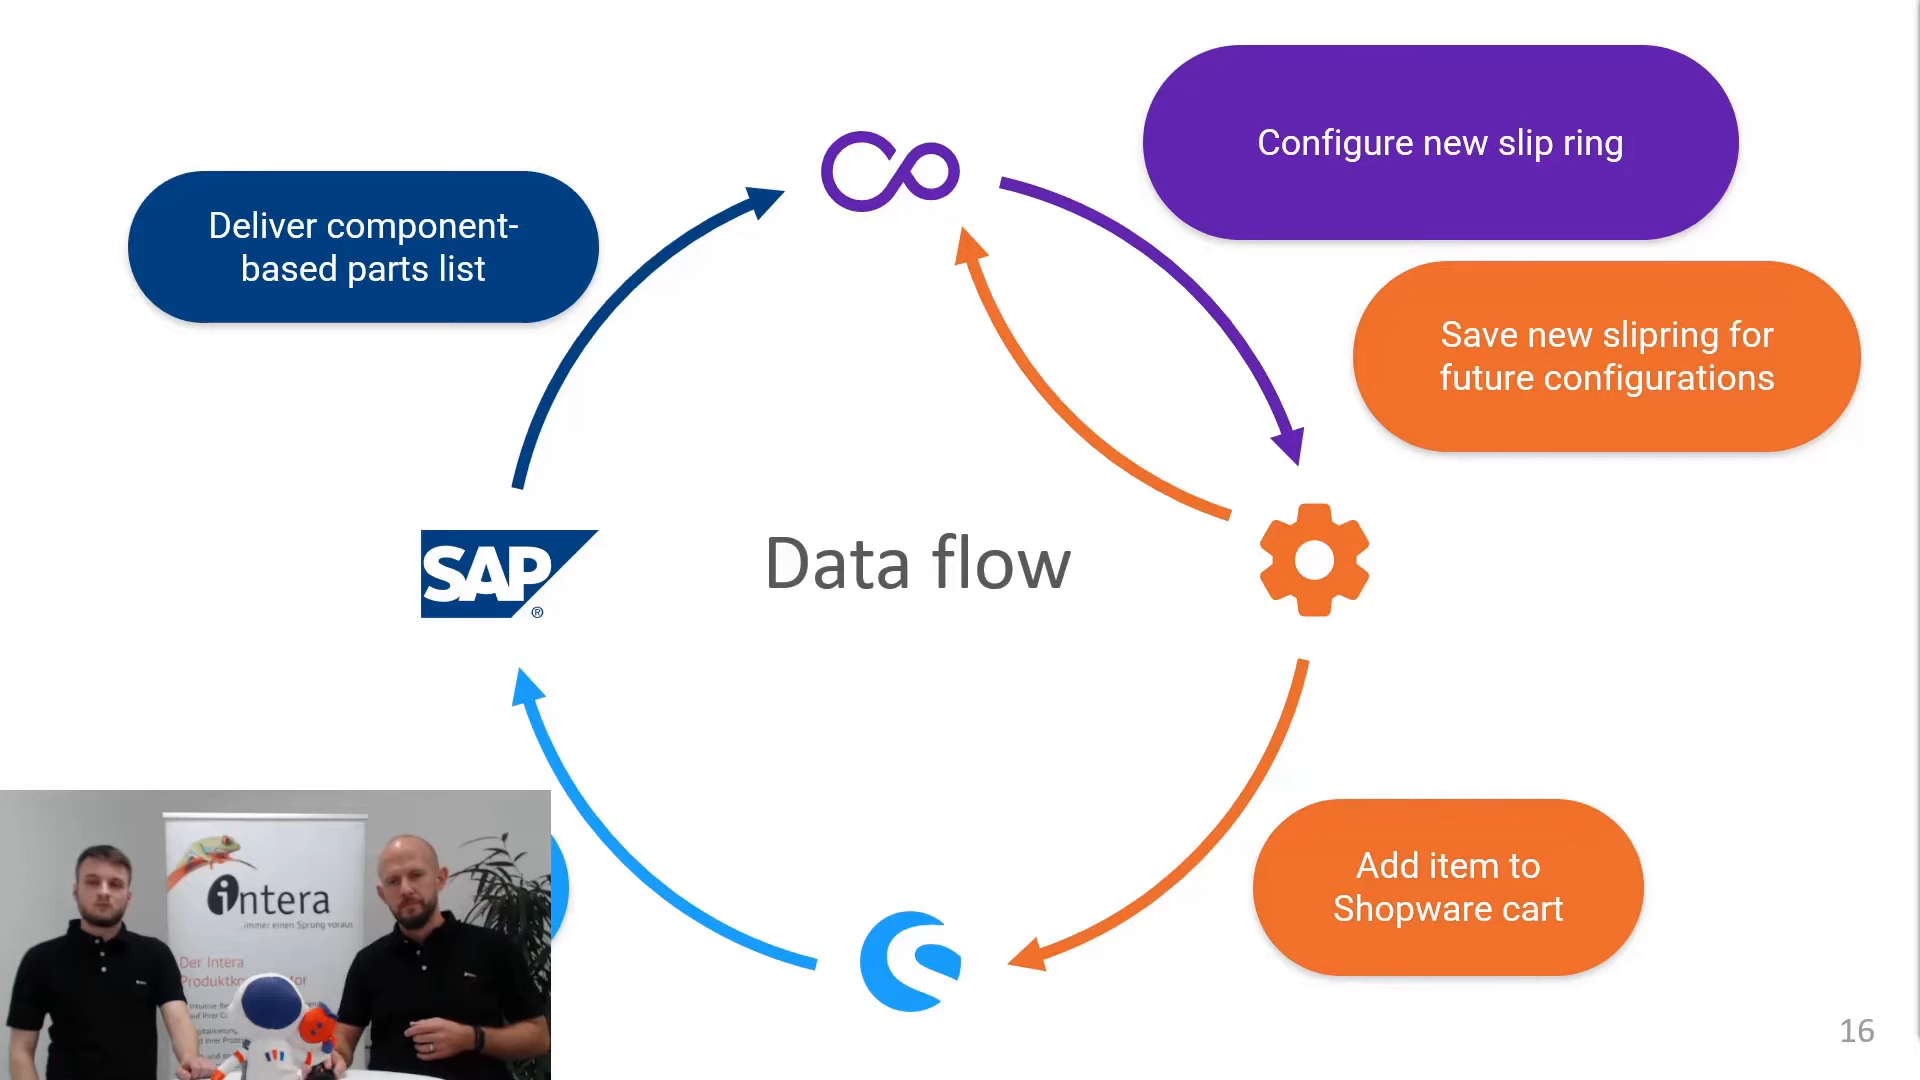 Configure new slip ring
Deliver component-
based parts list
Save new slipring for
future configurations
SAP
®
Data flow
Add item to
Shopware cart
intera
immer einen Sprung voraus
Der Intera
16